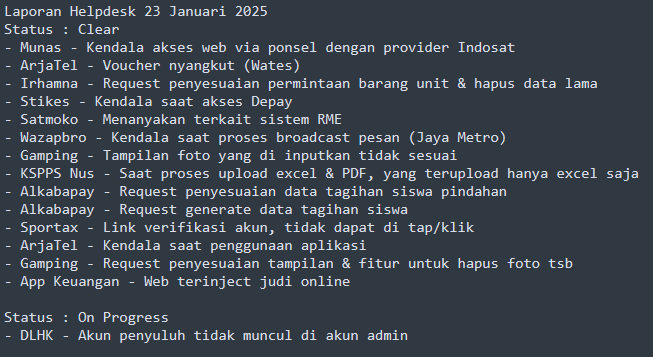 Laporan Helpdesk 23 Januari 2025
Status : Clear
- Munas - Kendala akses web via ponsel dengan provider Indosat
- ArjaTel - Voucher nyangkut (Wates)
- Irhamna - Request penyesuaian permintaan barang unit & hapus data lama
- Stikes - Kendala saat akses Depay
- Satmoko - Menanyakan terkait sistem RME
- Wazapbro - Kendala saat proses broadcast pesan (Jaya Metro)
- Gamping - Tampilan foto yang di inputkan tidak sesuai
- KSPPS Nus - Saat proses upload excel & PDF, yang terupload hanya excel saja
- Alkabapay - Request penyesuaian data tagihan siswa pindahan
- Alkabapay - Request generate data tagihan siswa
- Sportax - Link verifikasi akun, tidak dapat di tap/klik
- ArjaTel - Kendala saat penggunaan aplikasi
- Gamping - Request penyesuaian tampilan & fitur untuk hapus foto tsb
- App Keuangan - Web terinject judi online
Status : On Progress
- DLHK - Akun penyuluh tidak muncul di akun admin